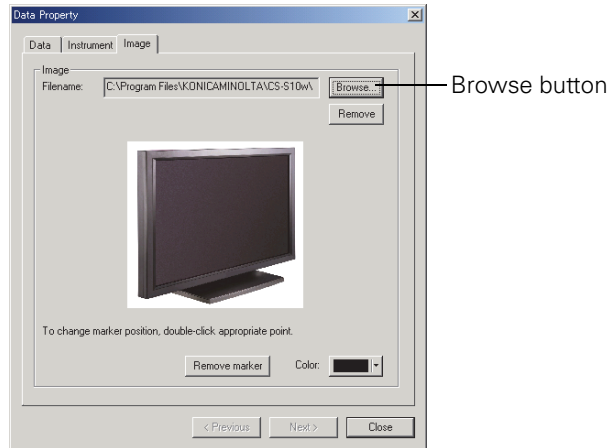 Data Property
Data Instrument Image
Image
Filename: C:\Program Files\KONICAMINOLTA\CS-S10w\ Browse...
Browse button
Remove
To change marker position, double-click appropriate point.
Remove marker Color:
< Previous Next > Close